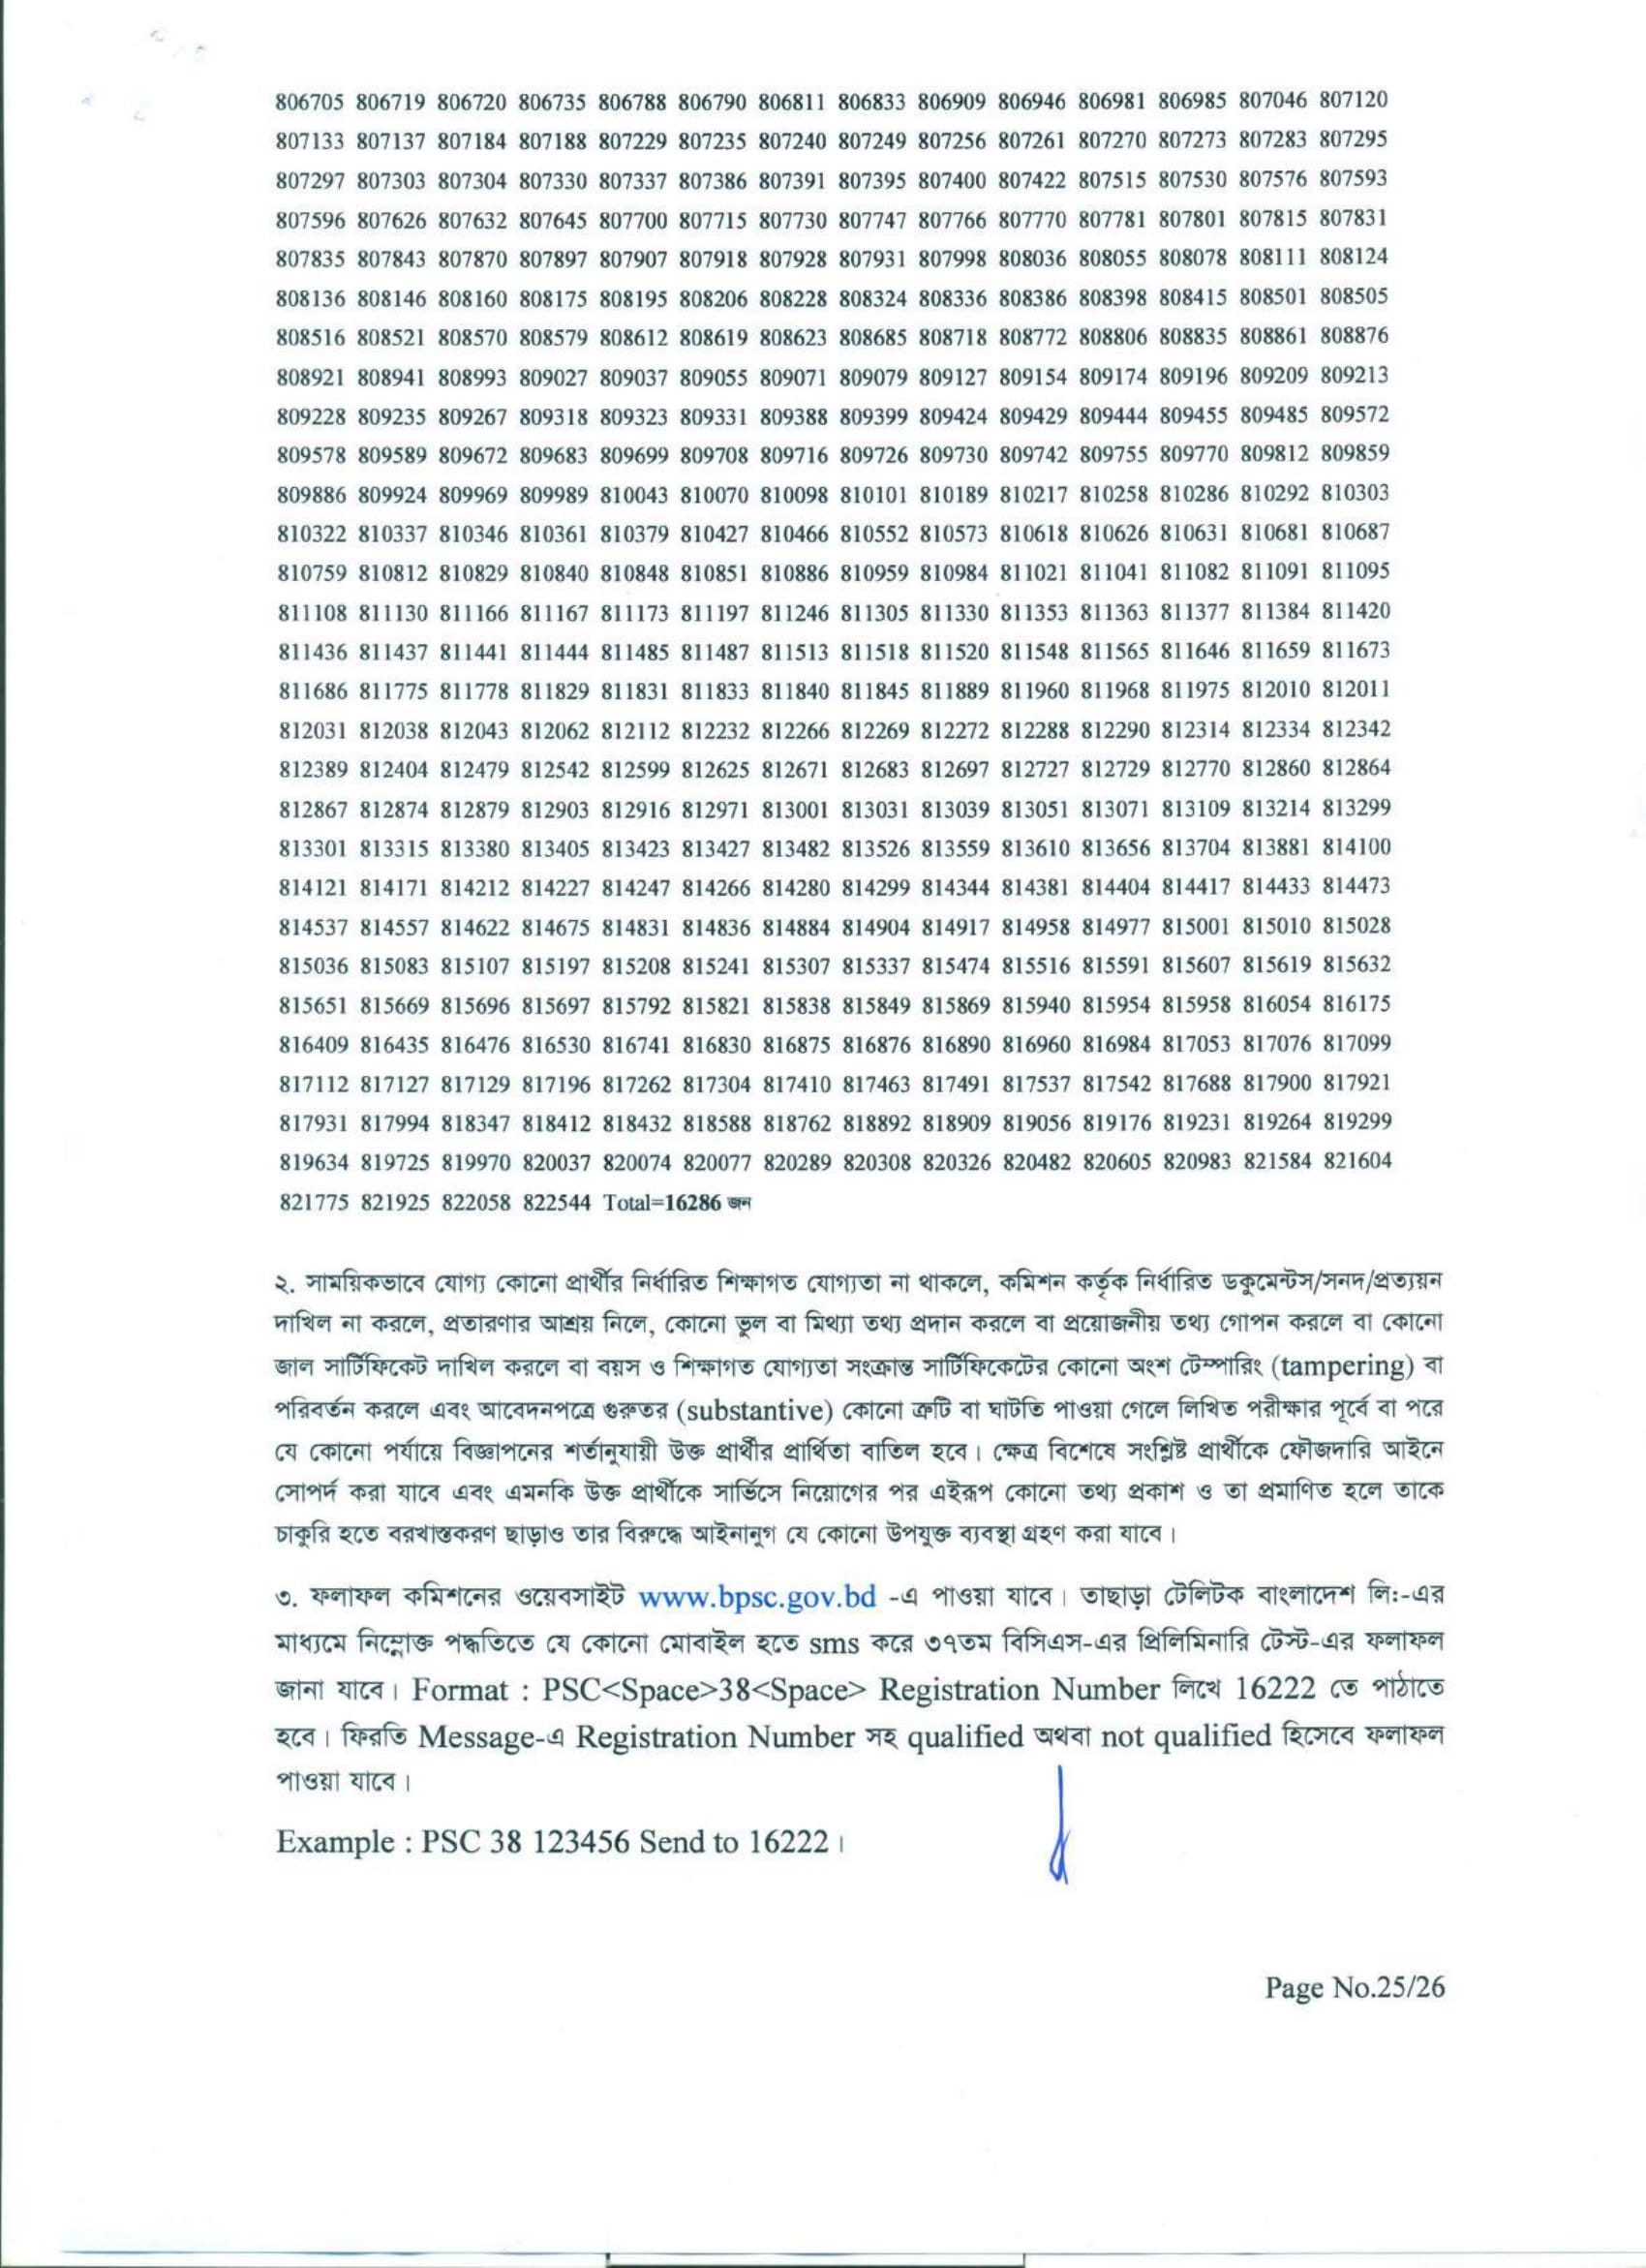 806705 806719 806720 806735 806788 806790 806811 806833 806909 806946 806981 806985 807046 807120
807133 807137 807184 807188 807229 807235 807240 807249 807256 807261 807270 807273 807283 807295
807297 807303 807304 807330 807337 807386 807391 807395 807400 807422 807515 807530 807576 807593
807596 807626 807632 807645 807700 807715 807730 807747 807766 807770 807781 807801 807815 807831
807835 807843 807870 807897 807907 807918 807928 807931 807998 808036 808055 808078 808111 808124
808136 808146 808160 808175 808195 808206 808228 808324 808336 808386 808398 808415 808501 808505
808516 808521 808570 808579 808612 808619 808623 808685 808718 808772 808806 808835 808861 808876
808921 808941 808993 809027 809037 809055 809071 809079 809127 809154 809174 809196 809209 809213
809228 809235 809267 809318 809323 809331 809388 809399 809424 809429 809444 809455 809485 809572
809578 809589 809672 809683 809699 809708 809716 809726 809730 809742 809755 809770 809812 809859
809886 809924 809969 809989 810043 810070 810098 810101 810189 810217 810258 810286 810292 810303
810322 810337 810346 810361 810379 810427 810466 810552 810573 810618 810626 810631 810681 810687
810759 810812 810829 810840 810848 810851 810886 810959 810984 811021 811041 811082 811091 811095
811108 811130 811166 811167 811173 811197 811246 811305 811330 811353 811363 811377 811384 811420
811436 811437 811441 811444 811485 811487 811513 811518 811520 811548 811565 811646 811659 811673
811686 811775 811778 811829 811831 811833 811840 811845 811889 811960 811968 811975 812010 812011
812031 812038 812043 812062 812112 812232 812266 812269 812272 812288 812290 812314 812334 812342
812389 812404 812479 812542 812599 812625 812671 812683 812697 812727 812729 812770 812860 812864
812867 812874 812879 812903 812916 812971 813001 813031 813039 813051 813071 813109 813214 813299
813301 813315 813380 813405 813423 813427 813482 813526 813559 813610 813656 813704 813881 814100
814121 814171 814212 814227 814247 814266 814280 814299 814344 814381 814404 814417 814433 814473
814537 814557 814622 814675 814831 814836 814884 814904 814917 814958 814977 815001 815010 815028
815036 815083 815107 815197 815208 815241 815307 815337 815474 815516 815591 815607 815619 815632
815651 815669 815696 815697 815792 815821 815838 815849 815869 815940 815954 815958 816054 816175
816409 816435 816476 816530 816741 816830 816875 816876 816890 816960 816984 817053 817076 817099
817112 817127 817129 817196 817262 817304 817410 817463 817491 817537 817542 817688 817900 817921
817931 817994 818347 818412 818432 818588 818762 818892 818909 819056 819176 819231 819264 819299
819634 819725 819970 820037 820074 820077 820289 820308 820326 820482 820605 820983 821584 821604
821775 821925 822058 822544 Total=16286 জন
২. সাময়িকভাবে যোগ্য কোনো প্রার্থীর নির্ধারিত শিক্ষাগত যোগ্যতা না থাকলে, কমিশন কর্তৃক নির্ধারিত ডকুমেন্টস/সনদ/প্রত্যয়ন
দাখিল না করলে, প্রতারণার আশ্রয় নিলে, কোনো ভুল বা মিথ্যা তথ্য প্রদান করলে বা প্রয়োজনীয় তথ্য গোপন করলে বা কোনো
জাল সার্টিফিকেট দাখিল করলে বা বয়স ও শিক্ষাগত যোগ্যতা সংক্রান্ত সার্টিফিকেটের কোনো অংশ টেম্পারিং (tampering) বা
পরিবর্তন করলে এবং আবেদনপত্রে গুরুতর (substantive) কোনো ত্রুটি বা ঘাটতি পাওয়া গেলে লিখিত পরীক্ষার পূর্বে বা পরে
যে কোনো পর্যায়ে বিজ্ঞাপনের শর্তানুযায়ী উক্ত প্রার্থীর প্রার্থিতা বাতিল হবে। ক্ষেত্র বিশেষে সংশ্লিষ্ট প্রার্থীকে ফৌজদারি আইনে
সোপর্দ করা যাবে এবং এমনকি উক্ত প্রার্থীকে সার্ভিসে নিয়োগের পর এইরূপ কোনো তথ্য প্রকাশ ও তা প্রমাণিত হলে তাকে
চাকুরি হতে বরখাস্তকরণ ছাড়াও তার বিরুদ্ধে আইনানুগ যে কোনো উপযুক্ত ব্যবস্থা গ্রহণ করা যাবে।
৩. ফলাফল কমিশনের ওয়েবসাইট www.bpsc.gov.bd -এ পাওয়া যাবে। তাছাড়া টেলিটক বাংলাদেশ লি:-এর
মাধ্যমে নিম্নোক্ত পদ্ধতিতে যে কোনো মোবাইল হতে sms করে ৩৭তম বিসিএস-এর প্রিলিমিনারি টেস্ট-এর ফলাফল
জানা যাবে। Format : PSC<Space>38<Space> Registration Number লিখে 16222 তে পাঠাতে
হবে। ফিরতি Message-এ Registration Number সহ qualified অথবা not qualified হিসেবে ফলাফল
পাওয়া যাবে।
Example : PSC 38 123456 Send to 16222।
Page No.25/26